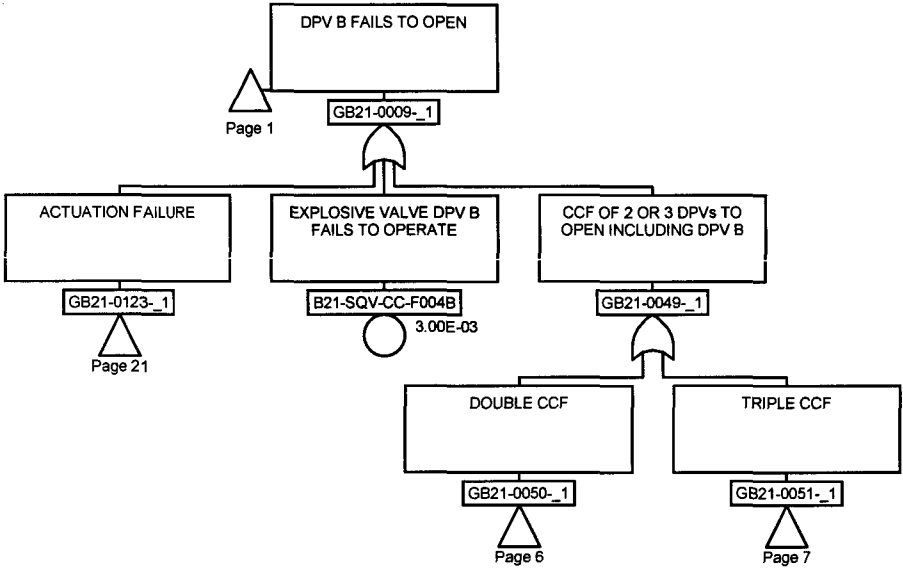 DPV B FAILS TO OPEN
Page 1
GB21-0009-_1
ACTUATION FAILURE
EXPLOSIVE VALVE DPV B
FAILS TO OPERATE
CCF OF 2 OR 3 DPVs TO
OPEN INCLUDING DPV B
GB21-0123-_1
B21-SQV-CC-F004B
GB21-0049-_1
3.00E-03
Page 21
DOUBLE CCF
TRIPLE CCF
GB21-0050-_1
GB21-0051-_1
Page 6
Page 7